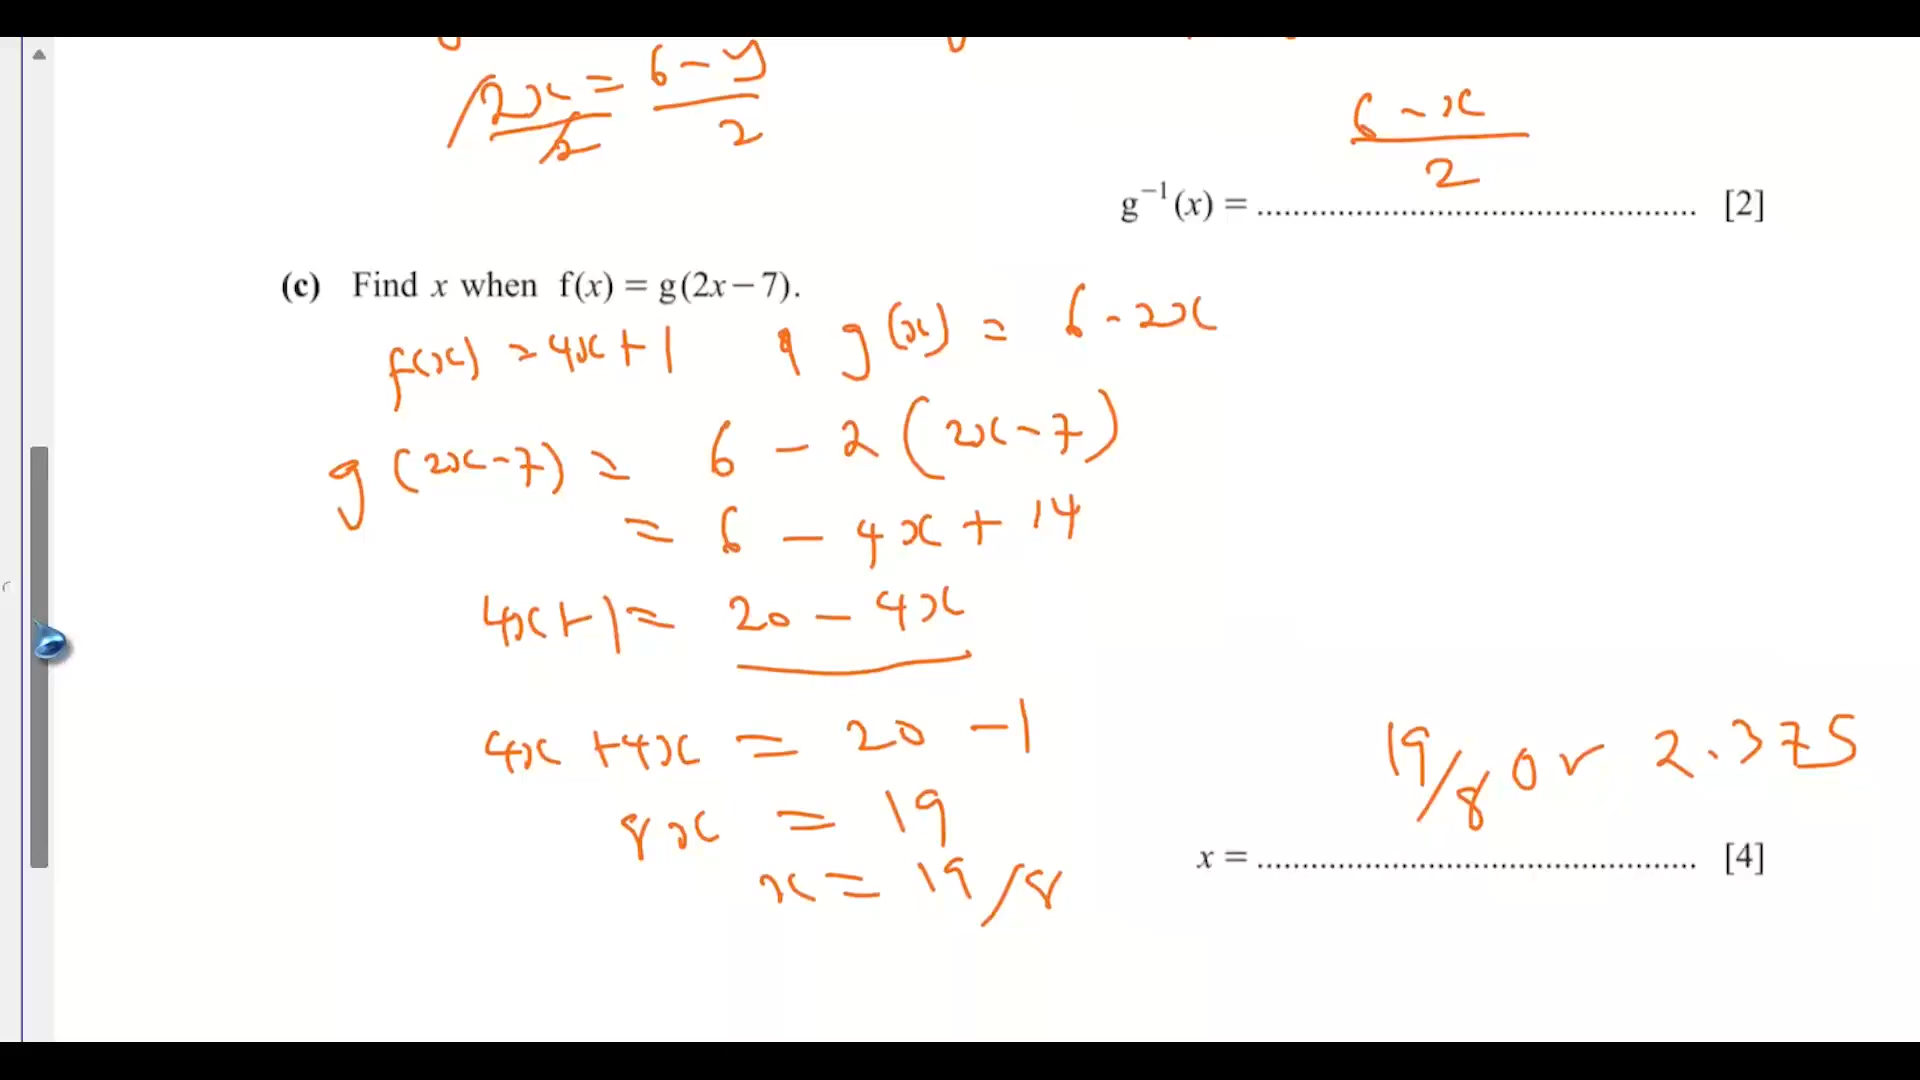 2x/2 = 6 - y/2
6 - x/2
g⁻¹(x) = ................................................ [2]
(c) Find x when f(x) = g(2x − 7).
f(x) = 4x + 1 , g(x) = 6 - 2x
g(2x - 7) = 6 - 2(2x - 7)
= 6 - 4x + 14
4x + 1 = 20 - 4x
4x + 4x = 20 - 1
8x = 19
x = 19/8
19/8 or 2.375
x = ................................................ [4]